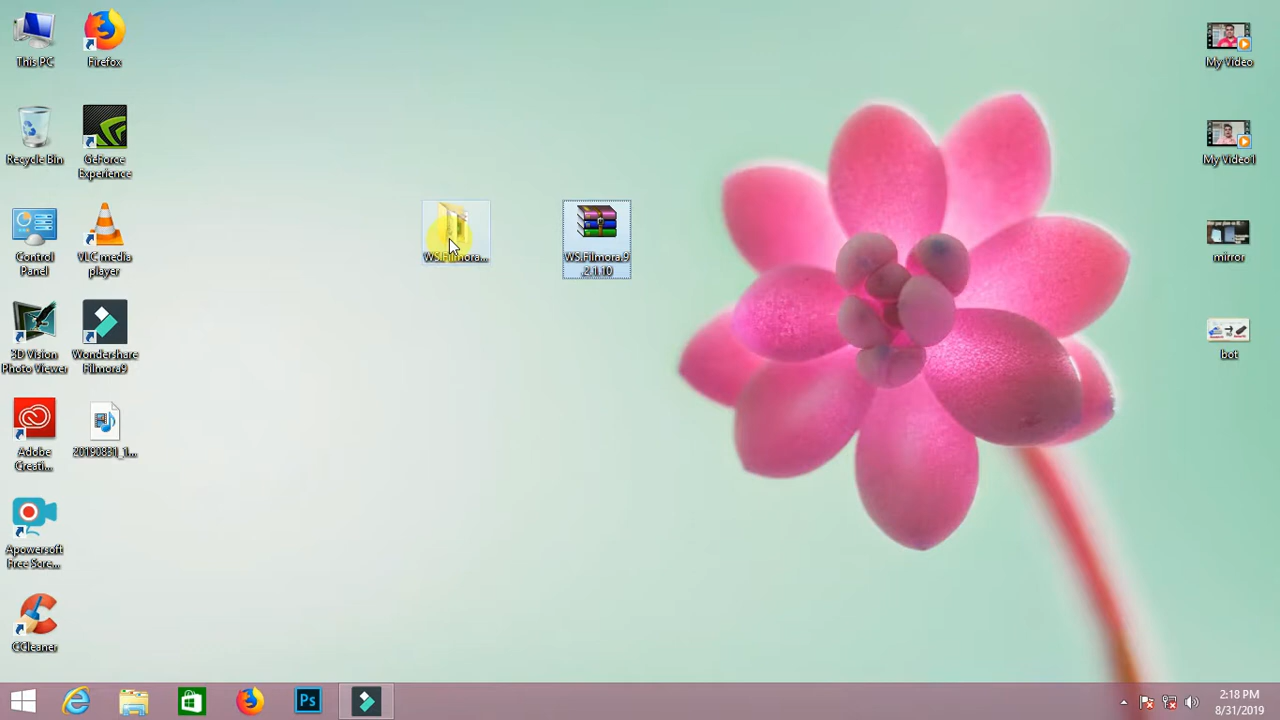 This PC
Firefox
Recycle Bin
GeForce
Experience
Control
Panel
VLC media
player
3D Vision
Photo Viewer
Wondershare
Filmora9
Adobe
Creati...
20190831_1...
Apowersoft
Free Scre...
CCleaner
WS.Filmora...
WS.Filmora.9
.2.1.10
My Video
My Video1
mirror
bot
Ps
2:18 PM
8/31/2019